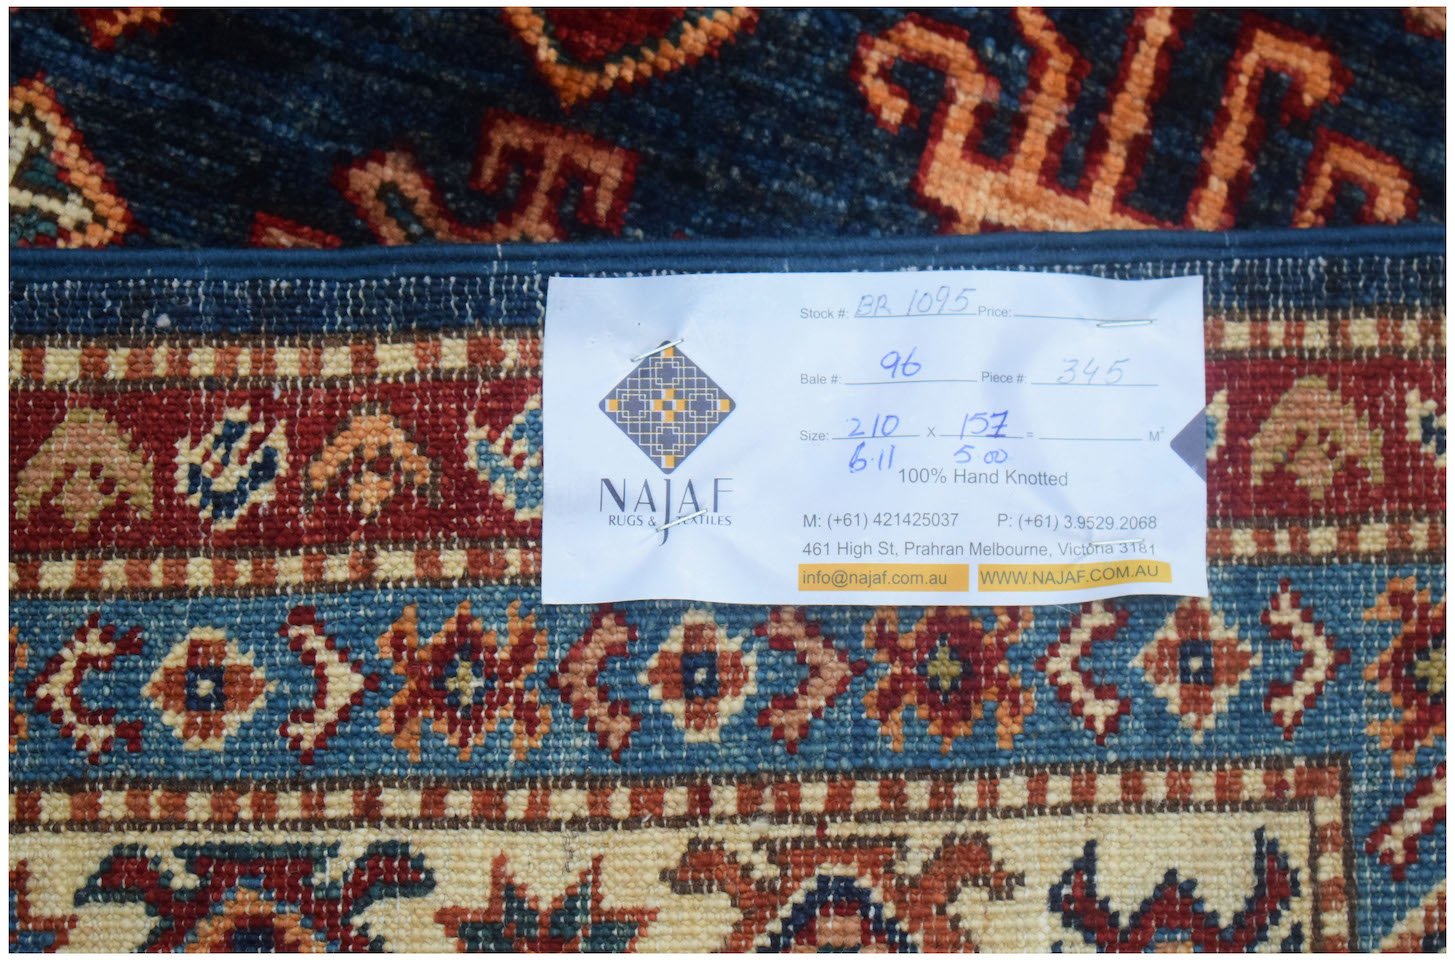 Stock #: BR 1095 Price:
Bale #: 96 Piece #: 345
Size: 210 x 157 = M²
6.11 5.00
100% Hand Knotted
NAJAF
RUGS & TEXTILES
M: (+61) 421425037 P: (+61) 3.9529.2068
461 High St, Prahran Melbourne, Victoria 3181
info@najaf.com.au WWW.NAJAF.COM.AU